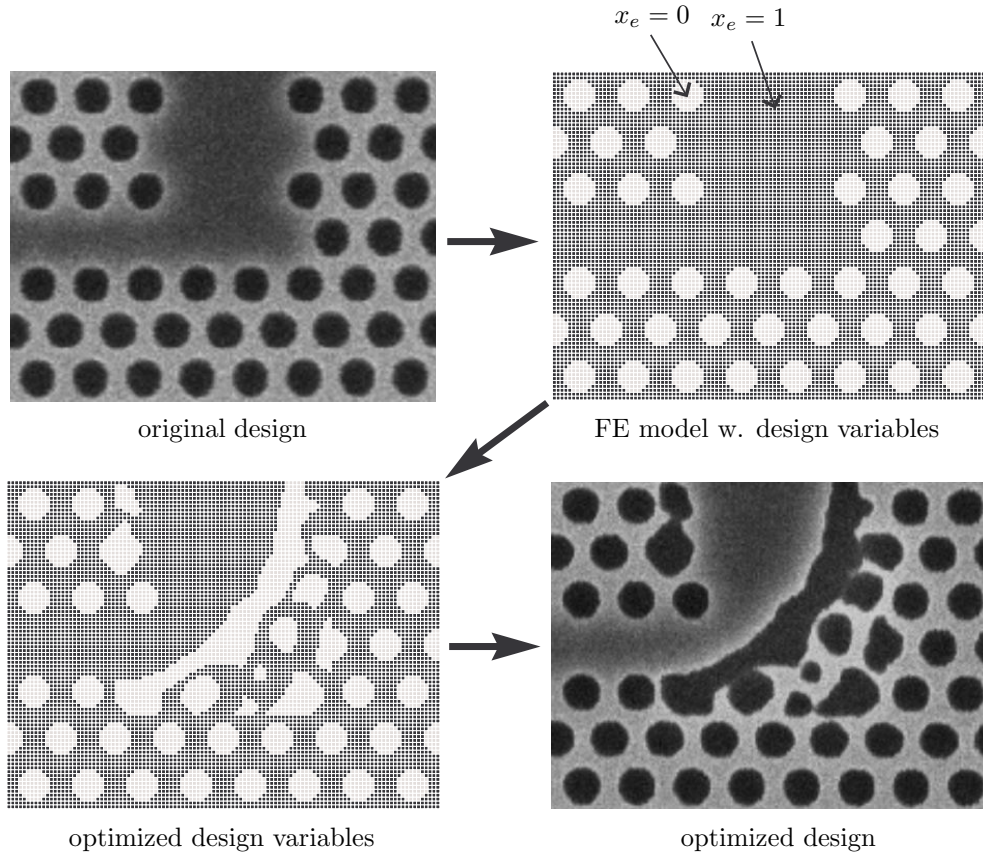 x_e = 0 x_e = 1
original design
FE model w. design variables
optimized design variables
optimized design